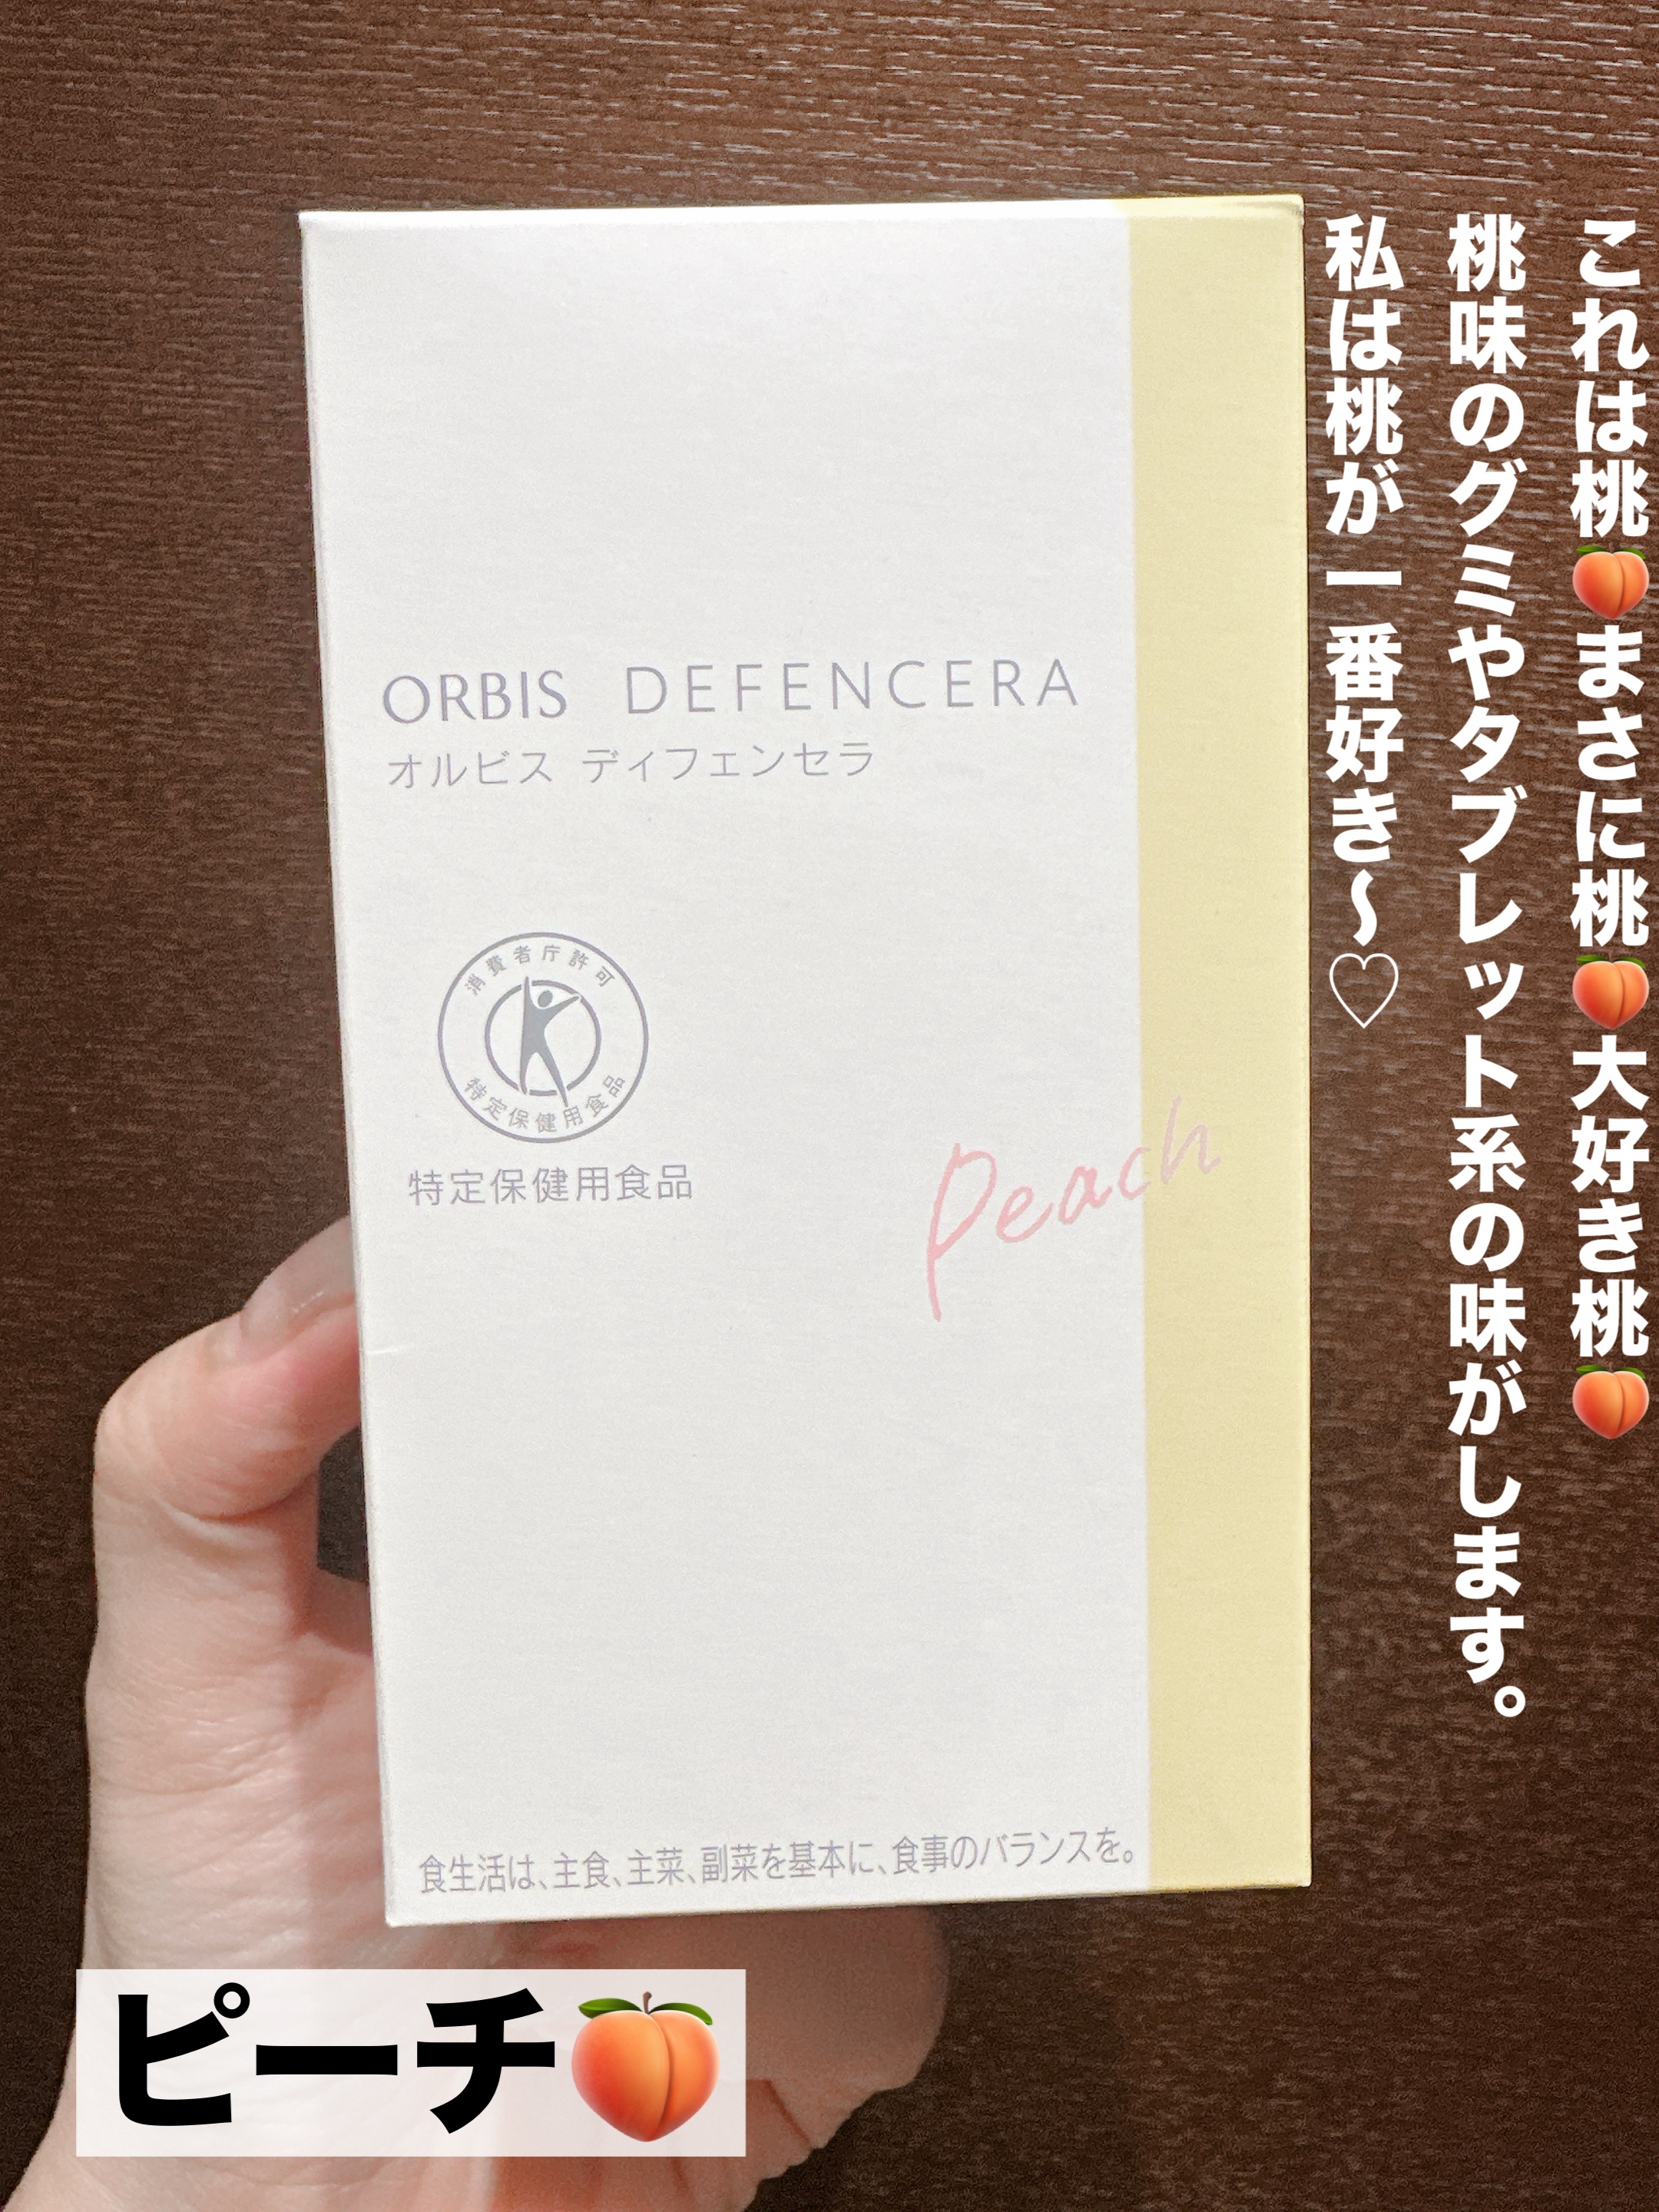 これは桃🍑まさに桃🍑大好き桃🍑
桃味のグミやタブレット系の味がします。
私は桃が一番好き〜♡
ORBIS DEFENCERA
オルビス ディフェンセラ
消費者庁許可
特定保健用食品
特定保健用食品
Peach
食生活は、主食、主菜、副菜を基本に、食事のバランスを。
ピーチ🍑